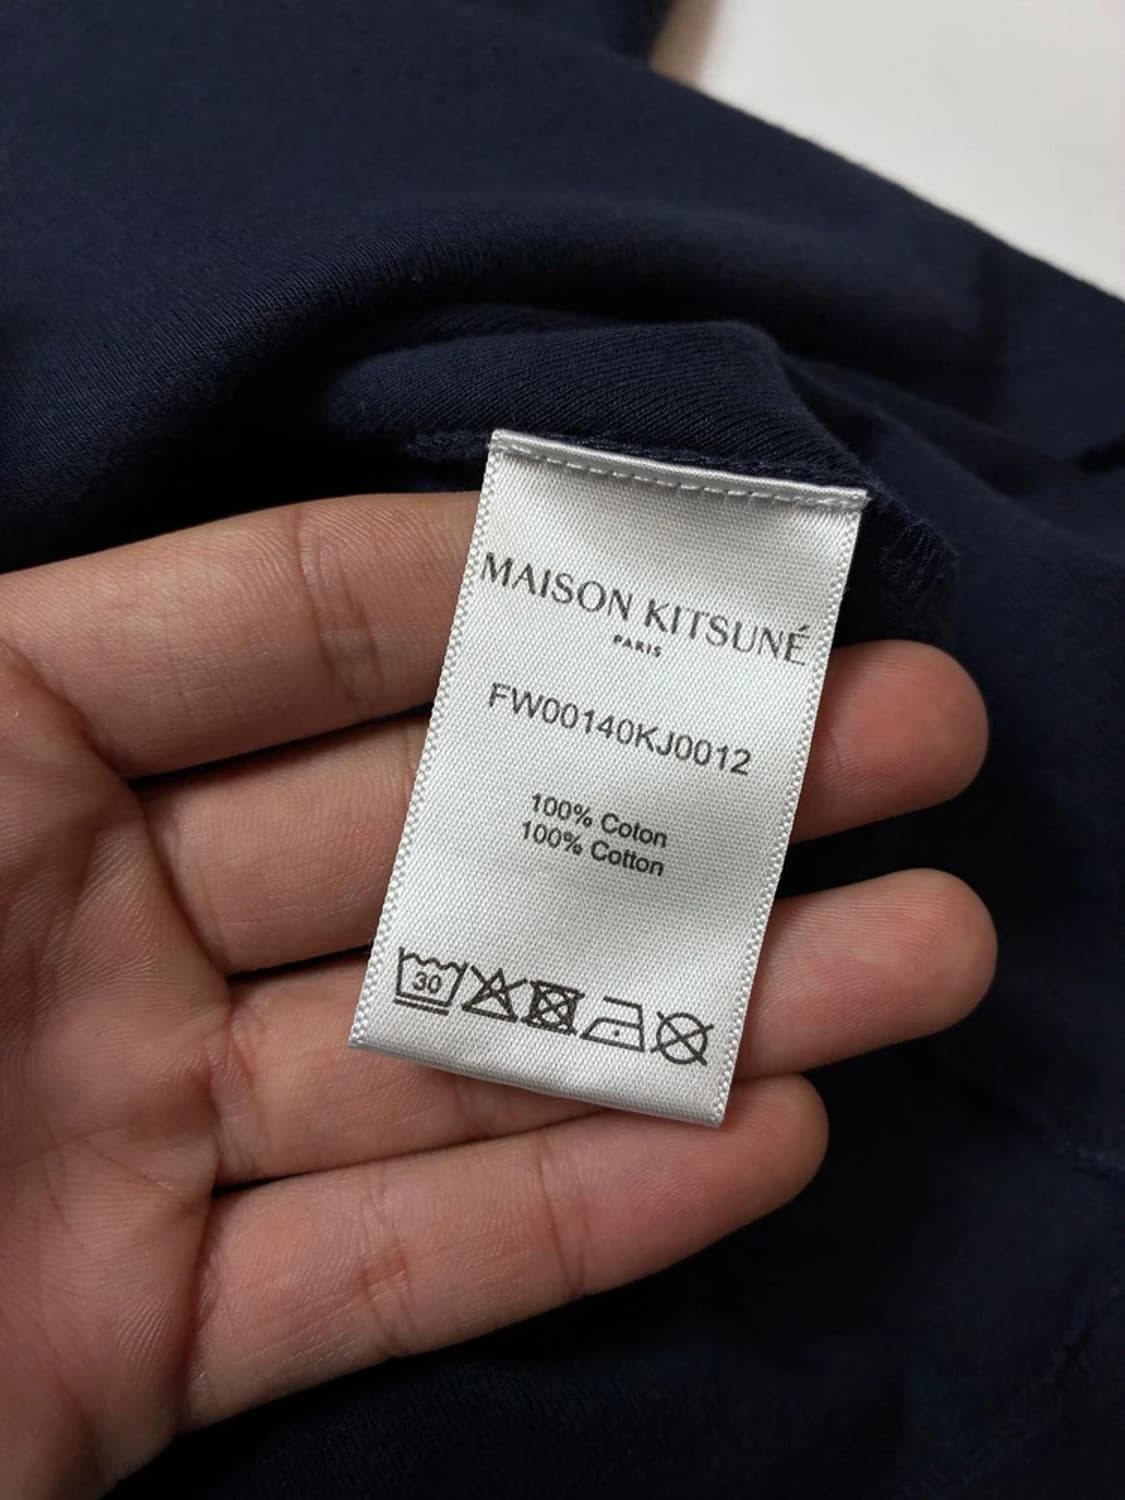 MAISON KITSUNÉ
PARIS
FW00140KJ0012
100% Coton
100% Cotton
30